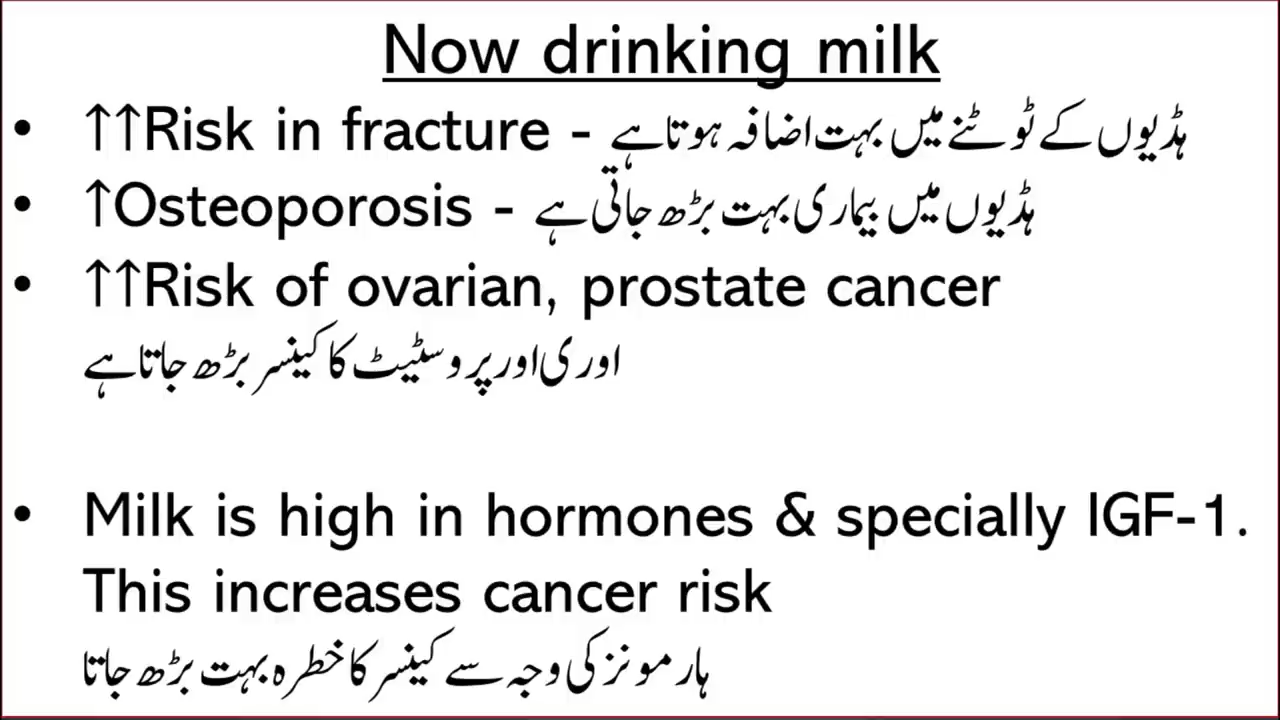 Now drinking milk
• ↑↑Risk in fracture - ہڈیوں کے ٹوٹنے میں بہت اضافہ ہوتا ہے
• ↑Osteoporosis - ہڈیوں میں بیماری بہت بڑھ جاتی ہے
• ↑↑Risk of ovarian, prostate cancer
اوری اور پروسٹیٹ کا کینسر بڑھ جاتا ہے
• Milk is high in hormones & specially IGF-1.
This increases cancer risk
ہارمونز کی وجہ سے کینسر کا خطرہ بہت بڑھ جاتا